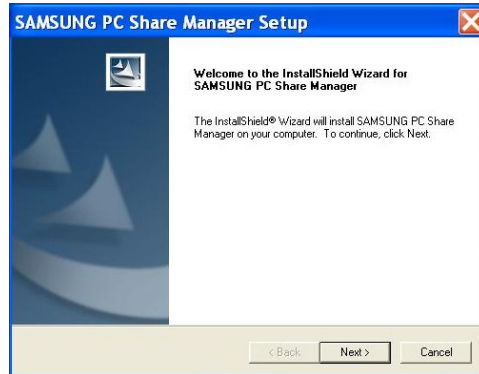 SAMSUNG PC Share Manager Setup
Welcome to the InstallShield Wizard for
SAMSUNG PC Share Manager
The InstallShield® Wizard will install SAMSUNG PC Share
Manager on your computer. To continue, click Next.
< Back
Next >
Cancel